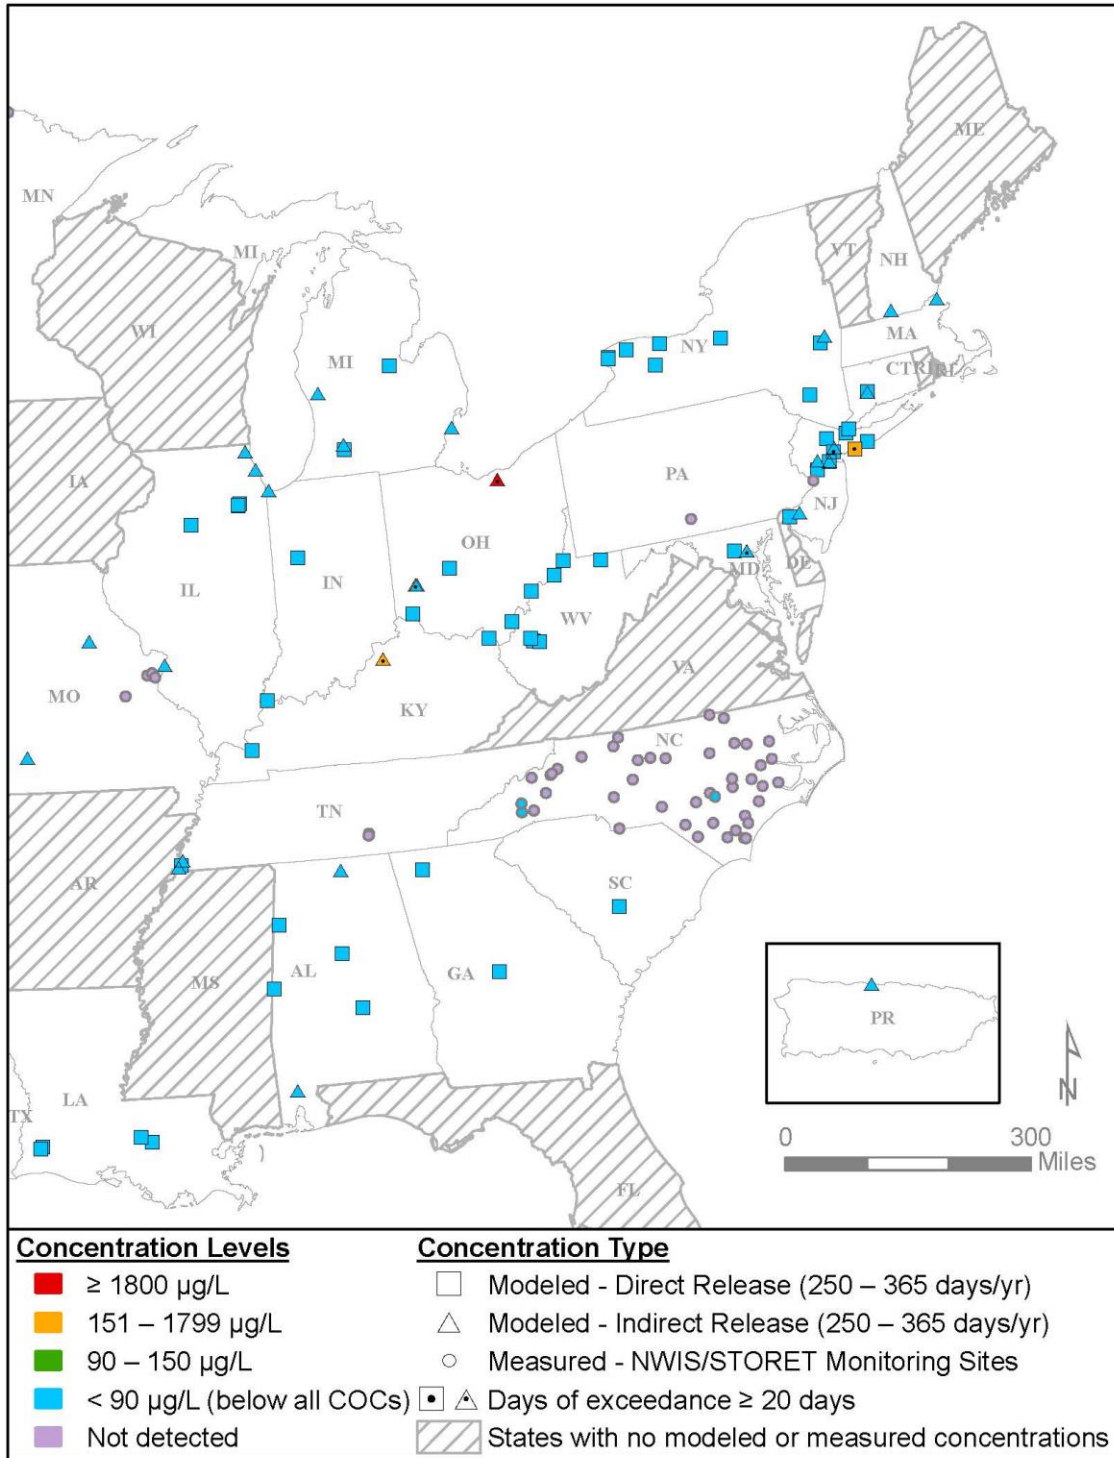 ME
MN
MI
VT
NH
WI
MI
NY
MA
CT RI
IA
PA
NJ
OH
IL
IN
MD
DE
WV
MO
VA
KY
NC
TN
AR
SC
MS
AL
GA
PR
LA
TX
N
0 300
Miles
FL
Concentration Levels
≥ 1800 µg/L
151 – 1799 µg/L
90 – 150 µg/L
< 90 µg/L (below all COCs)
Not detected
Concentration Type
Modeled - Direct Release (250 – 365 days/yr)
Modeled - Indirect Release (250 – 365 days/yr)
Measured - NWIS/STORET Monitoring Sites
Days of exceedance ≥ 20 days
States with no modeled or measured concentrations